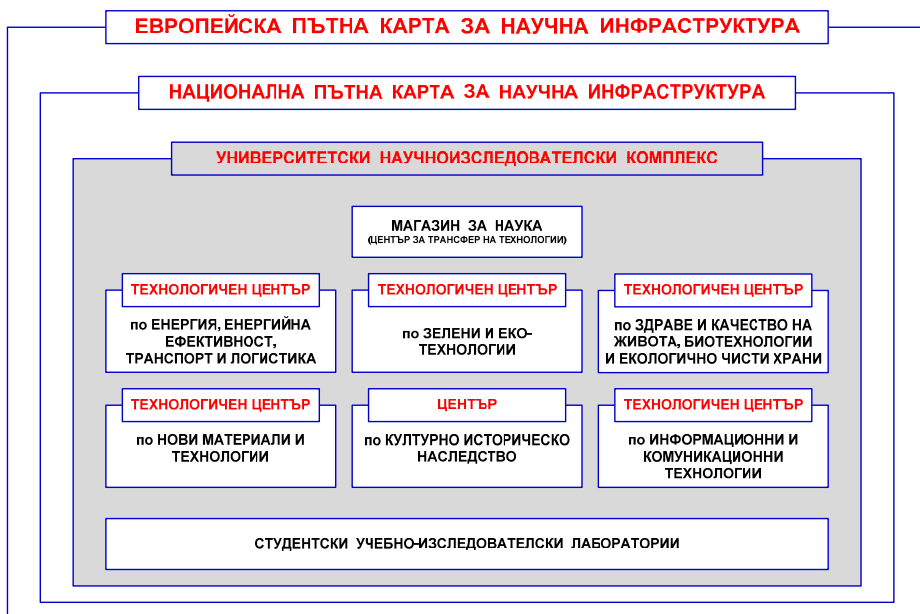 ЕВРОПЕЙСКА ПЪТНА КАРТА ЗА НАУЧНА ИНФРАСТРУКТУРА
НАЦИОНАЛНА ПЪТНА КАРТА ЗА НАУЧНА ИНФРАСТРУКТУРА
УНИВЕРСИТЕТСКИ НАУЧНОИЗСЛЕДОВАТЕЛСКИ КОМПЛЕКС
МАГАЗИН ЗА НАУКА
(ЦЕНТЪР ЗА ТРАНСФЕР НА ТЕХНОЛОГИИ)
ТЕХНОЛОГИЧЕН ЦЕНТЪР
по ЕНЕРГИЯ, ЕНЕРГИЙНА
ЕФЕКТИВНОСТ,
ТРАНСПОРТ И ЛОГИСТИКА
ТЕХНОЛОГИЧЕН ЦЕНТЪР
по ЗЕЛЕНИ И ЕКО-
ТЕХНОЛОГИИ
ТЕХНОЛОГИЧЕН ЦЕНТЪР
по ЗДРАВЕ И КАЧЕСТВО НА
ЖИВОТА, БИОТЕХНОЛОГИИ
И ЕКОЛОГИЧНО ЧИСТИ ХРАНИ
ТЕХНОЛОГИЧЕН ЦЕНТЪР
по НОВИ МАТЕРИАЛИ И
ТЕХНОЛОГИИ
ЦЕНТЪР
по КУЛТУРНО ИСТОРИЧЕСКО
НАСЛЕДСТВО
ТЕХНОЛОГИЧЕН ЦЕНТЪР
по ИНФОРМАЦИОННИ И
КОМУНИКАЦИОННИ
ТЕХНОЛОГИИ
СТУДЕНТСКИ УЧЕБНО-ИЗСЛЕДОВАТЕЛСКИ ЛАБОРАТОРИИ